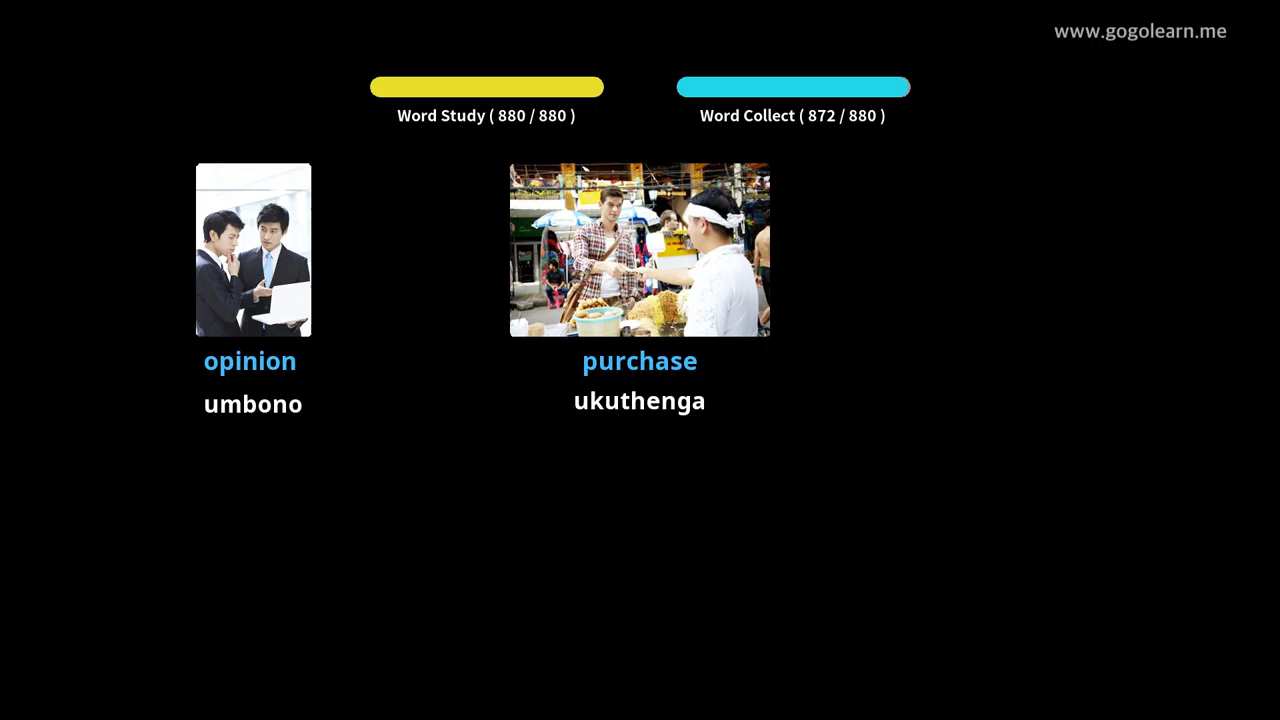 www.gogolearn.me
Word Study ( 880 / 880 )
Word Collect ( 872 / 880 )
opinion
umbono
purchase
ukuthenga